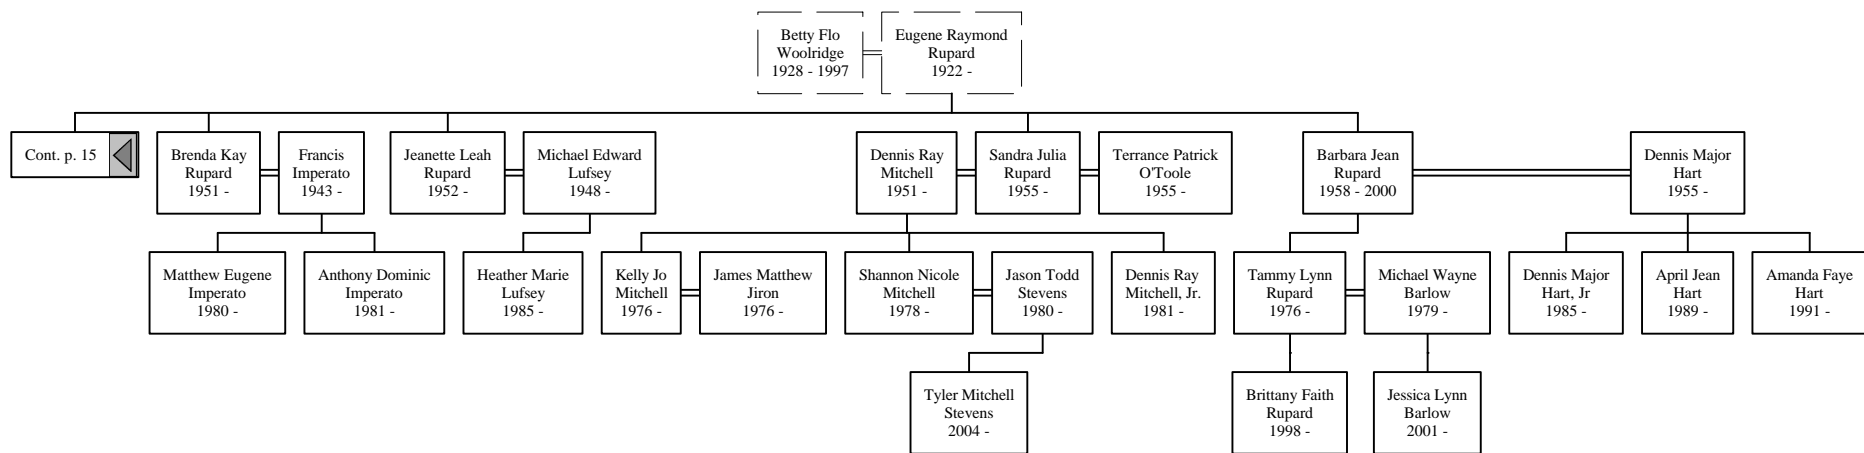 Betty Flo
Woolridge
1928 - 1997
Eugene Raymond
Rupard
1922 -
Cont. p. 15
Brenda Kay
Rupard
1951 -
Francis
Imperato
1943 -
Jeanette Leah
Rupard
1952 -
Michael Edward
Lufsey
1948 -
Dennis Ray
Mitchell
1951 -
Sandra Julia
Rupard
1955 -
Terrance Patrick
O'Toole
1955 -
Barbara Jean
Rupard
1958 - 2000
Dennis Major
Hart
1955 -
Matthew Eugene
Imperato
1980 -
Anthony Dominic
Imperato
1981 -
Heather Marie
Lufsey
1985 -
Kelly Jo
Mitchell
1976 -
James Matthew
Jiron
1976 -
Shannon Nicole
Mitchell
1978 -
Jason Todd
Stevens
1980 -
Dennis Ray
Mitchell, Jr.
1981 -
Tammy Lynn
Rupard
1976 -
Michael Wayne
Barlow
1979 -
Dennis Major
Hart, Jr
1985 -
April Jean
Hart
1989 -
Amanda Faye
Hart
1991 -
Tyler Mitchell
Stevens
2004 -
Brittany Faith
Rupard
1998 -
Jessica Lynn
Barlow
2001 -